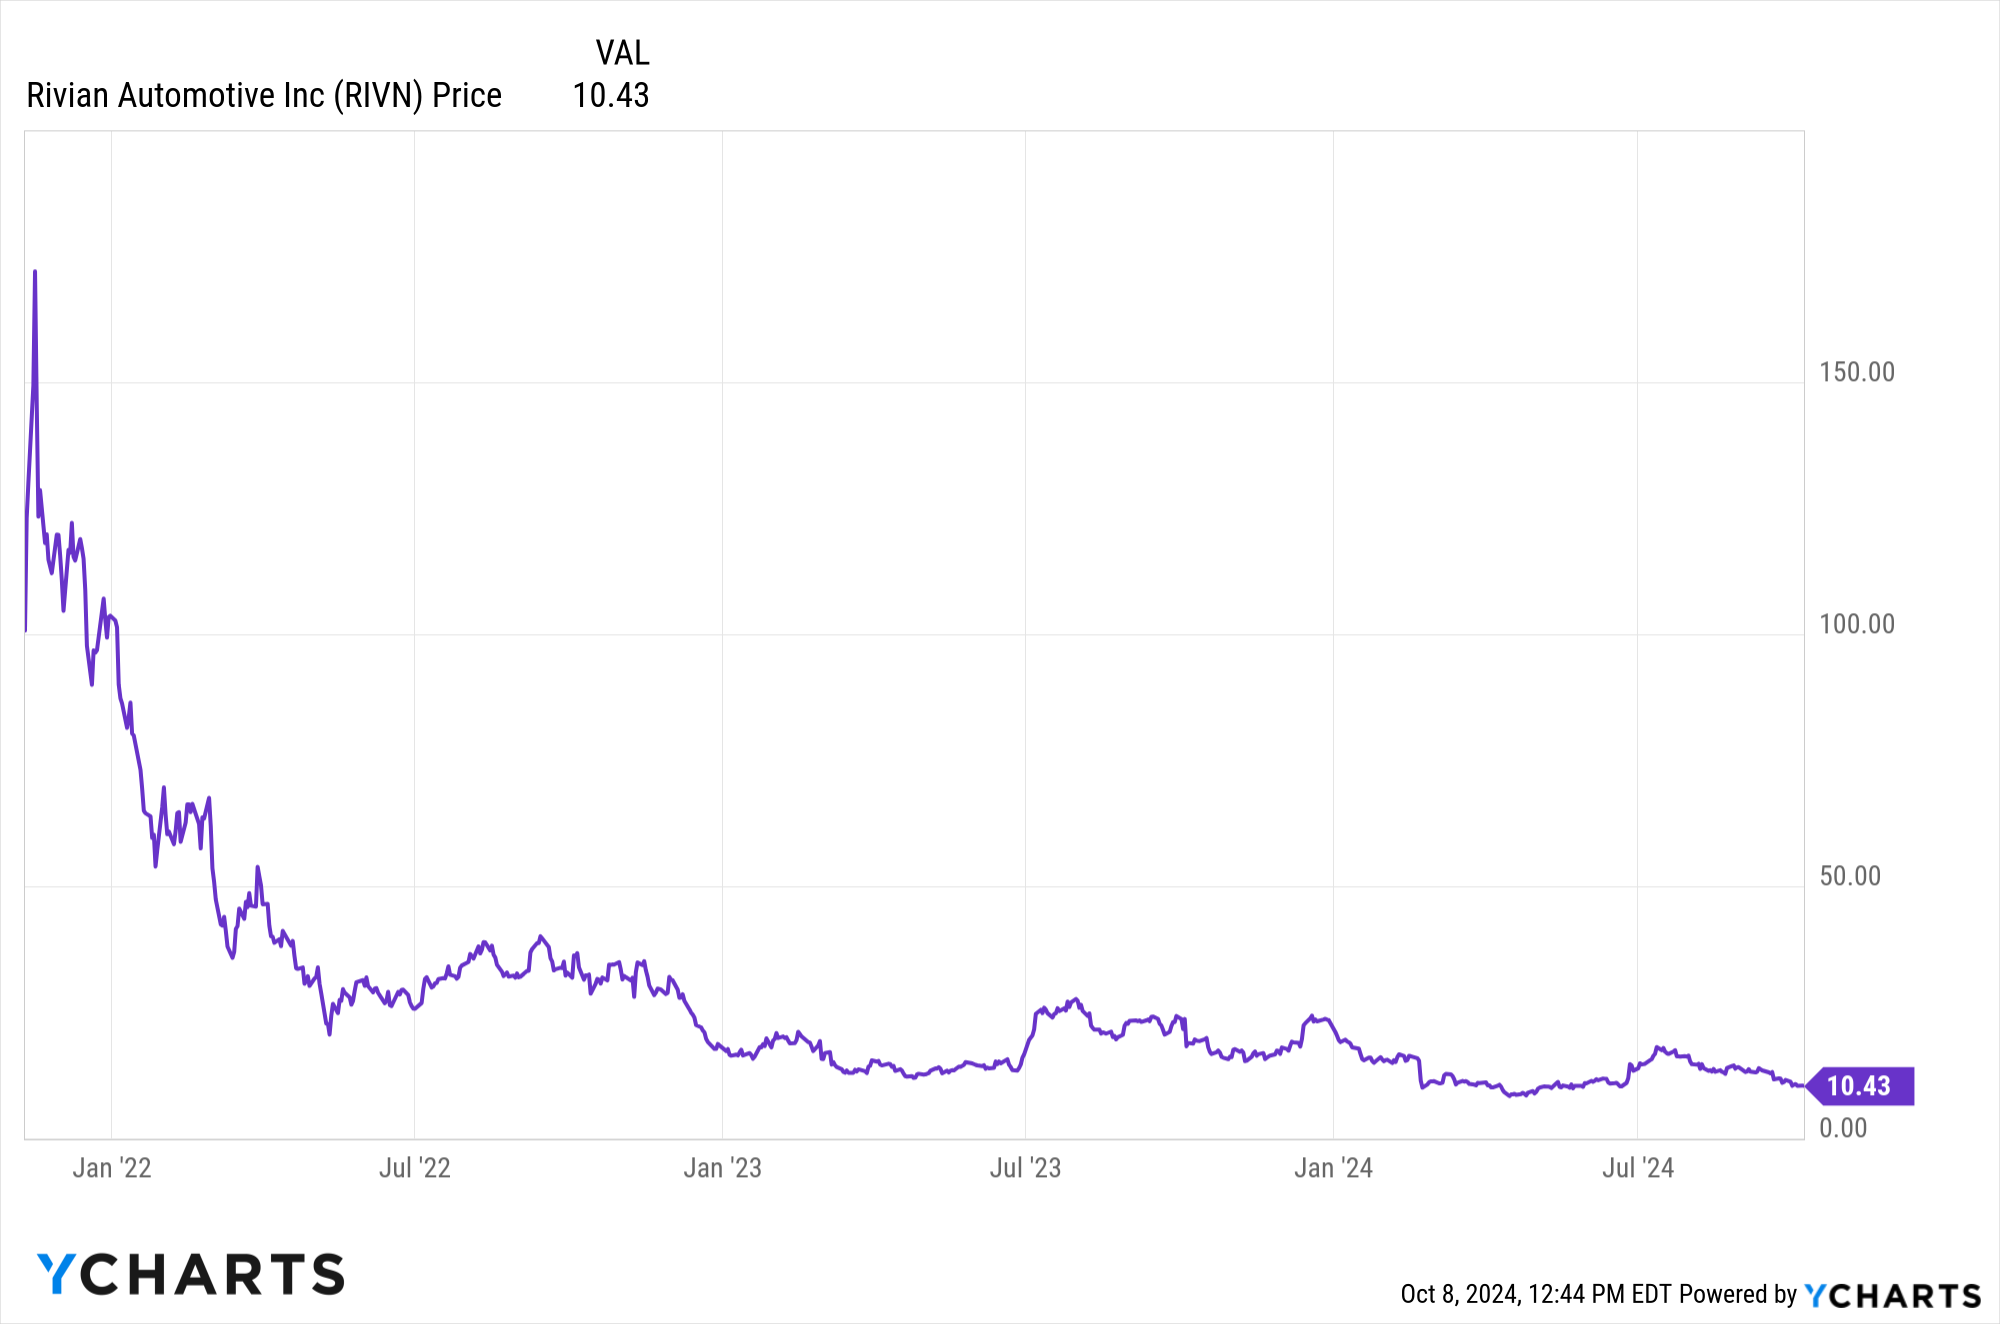 VAL
Rivian Automotive Inc (RIVN) Price 10.43
150.00
100.00
50.00
10.43
0.00
Jan '22 Jul '22 Jan '23 Jul '23 Jan '24 Jul '24
YCHARTS
Oct 8, 2024, 12:44 PM EDT Powered by YCHARTS